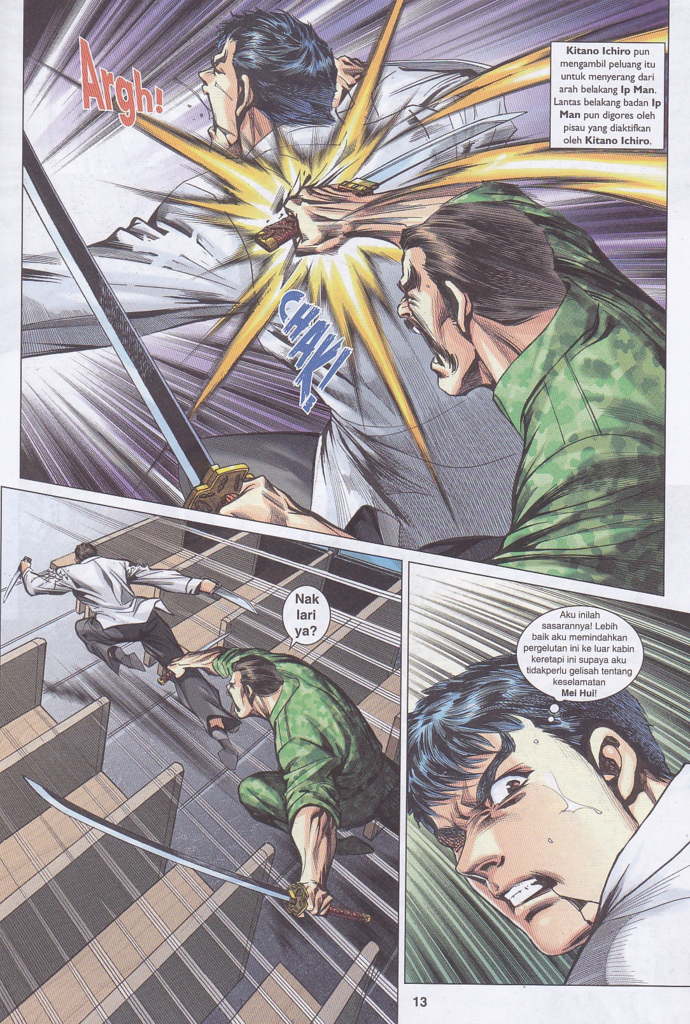 Argh!
Kitano Ichiro pun
mengambil peluang itu
untuk menyerang dari
arah belakang Ip Man.
Lantas belakang badan Ip
Man pun digores oleh
pisau yang diaktifkan
oleh Kitano Ichiro.
CHAK!
Nak
lari
ya?
Aku inilah
sasarannya! Lebih
baik aku memindahkan
pergelutan ini ke luar kabin
keretapi ini supaya aku
tidakperlu gelisah tentang
keselamatan
Mei Hui!
13